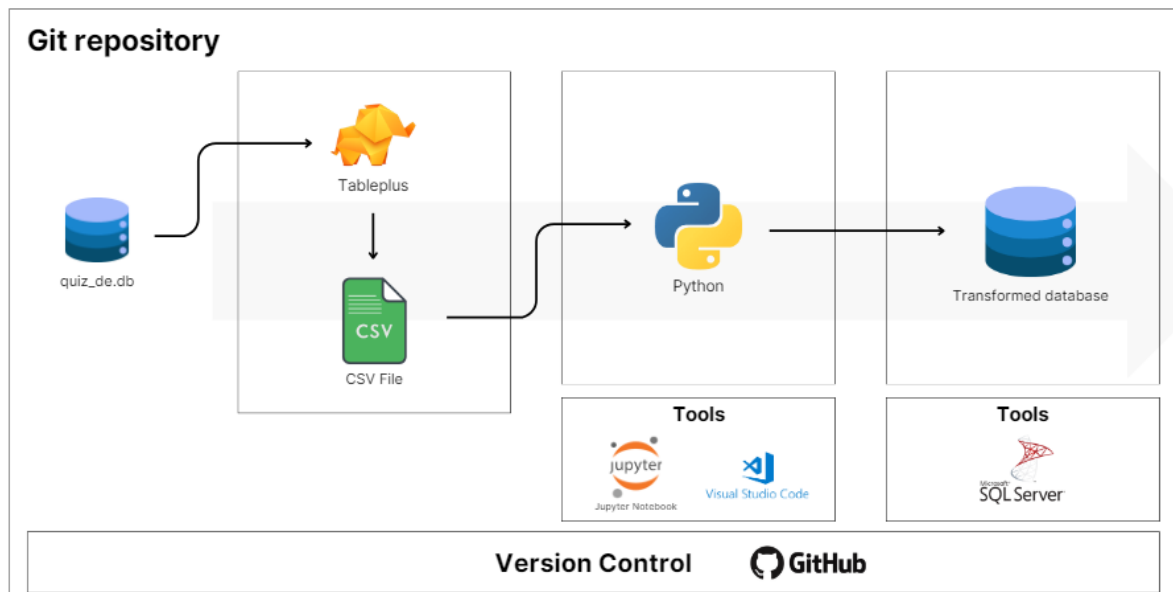 Git repository
quiz_de.db
Tableplus
CSV
CSV File
Python
Transformed database
Tools
jupyter
Jupyter Notebook
Visual Studio Code
Tools
Microsoft
SQL Server
Version Control
GitHub